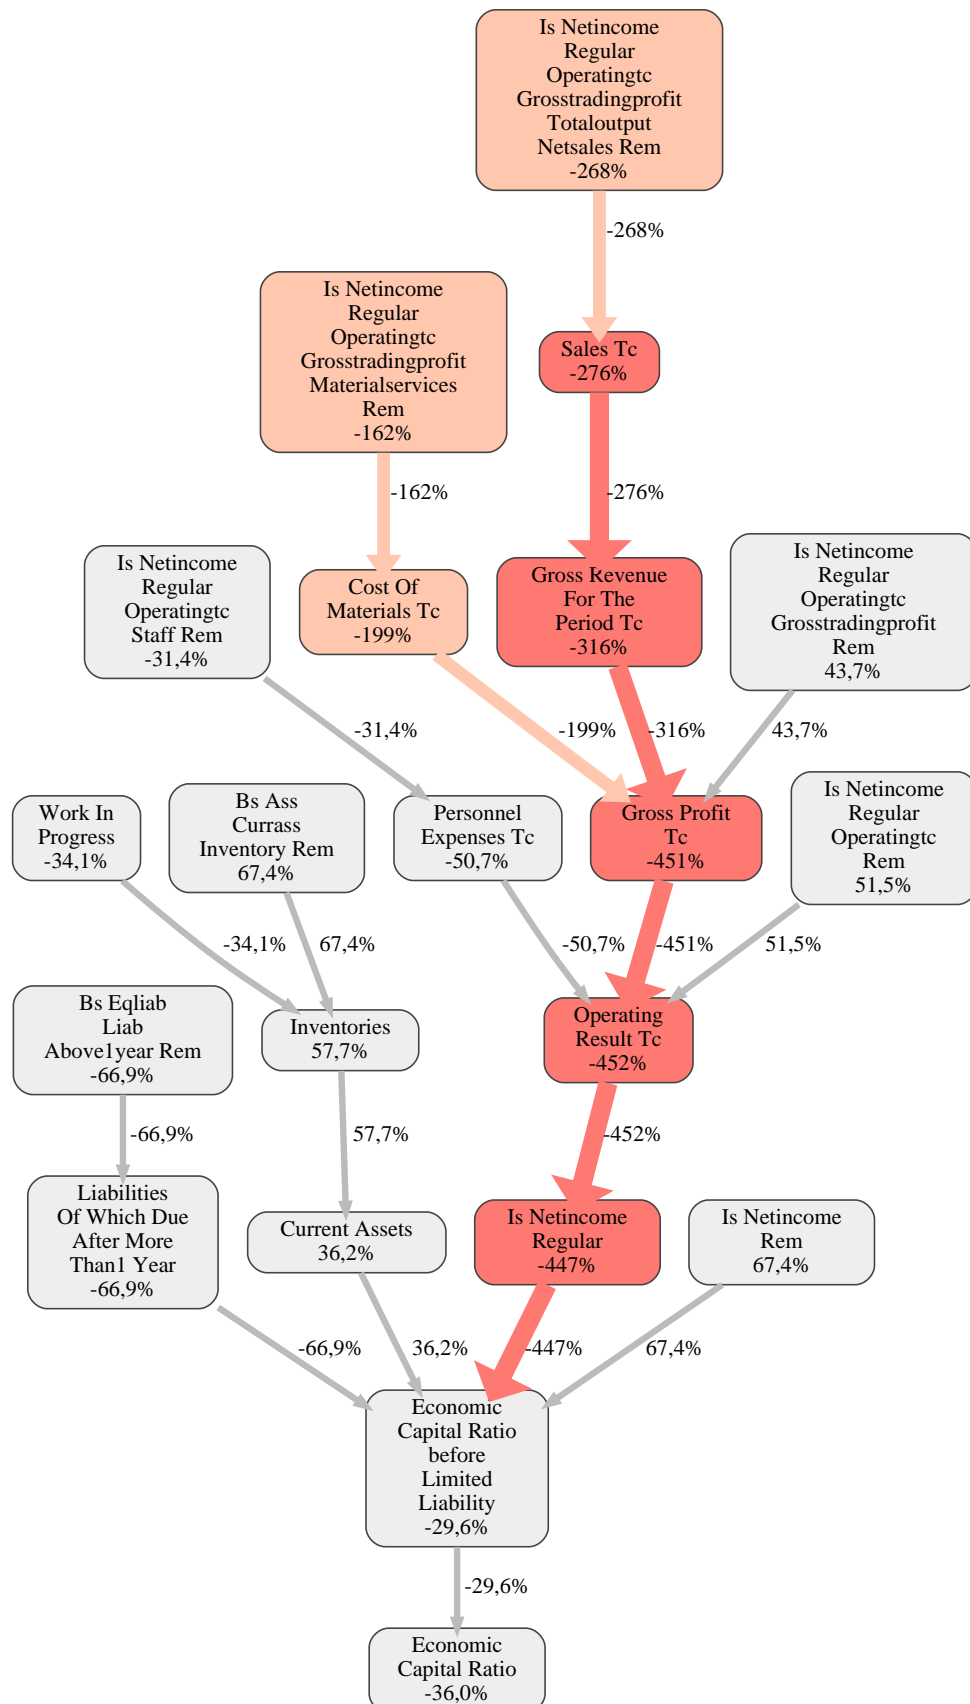 Is Netincome
Regular
Operatingtc
Grosstradingprofit
Totaloutput
Netsales Rem
-268%
-268%
Is Netincome
Regular
Operatingtc
Grosstradingprofit
Materialservices
Rem
-162%
Sales Tc
-276%
-162%
-276%
Is Netincome
Regular
Operatingtc
Staff Rem
-31,4%
Cost Of
Materials Tc
-199%
Gross Revenue
For The
Period Tc
-316%
Is Netincome
Regular
Operatingtc
Grosstradingprofit
Rem
43,7%
-31,4%
-199%
-316%
43,7%
Work In
Progress
-34,1%
Bs Ass
Currass
Inventory Rem
67,4%
Personnel
Expenses Tc
-50,7%
Gross Profit
Tc
-451%
Is Netincome
Regular
Operatingtc
Rem
51,5%
-34,1%
67,4%
-50,7%
-451%
51,5%
Bs Eqliab
Liab
Above1year Rem
-66,9%
Inventories
57,7%
Operating
Result Tc
-452%
-66,9%
57,7%
-452%
Liabilities
Of Which Due
After More
Than1 Year
-66,9%
Current Assets
36,2%
Is Netincome
Regular
-447%
Is Netincome
Rem
67,4%
-66,9%
36,2%
-447%
67,4%
Economic
Capital Ratio
before
Limited
Liability
-29,6%
-29,6%
Economic
Capital Ratio
-36,0%